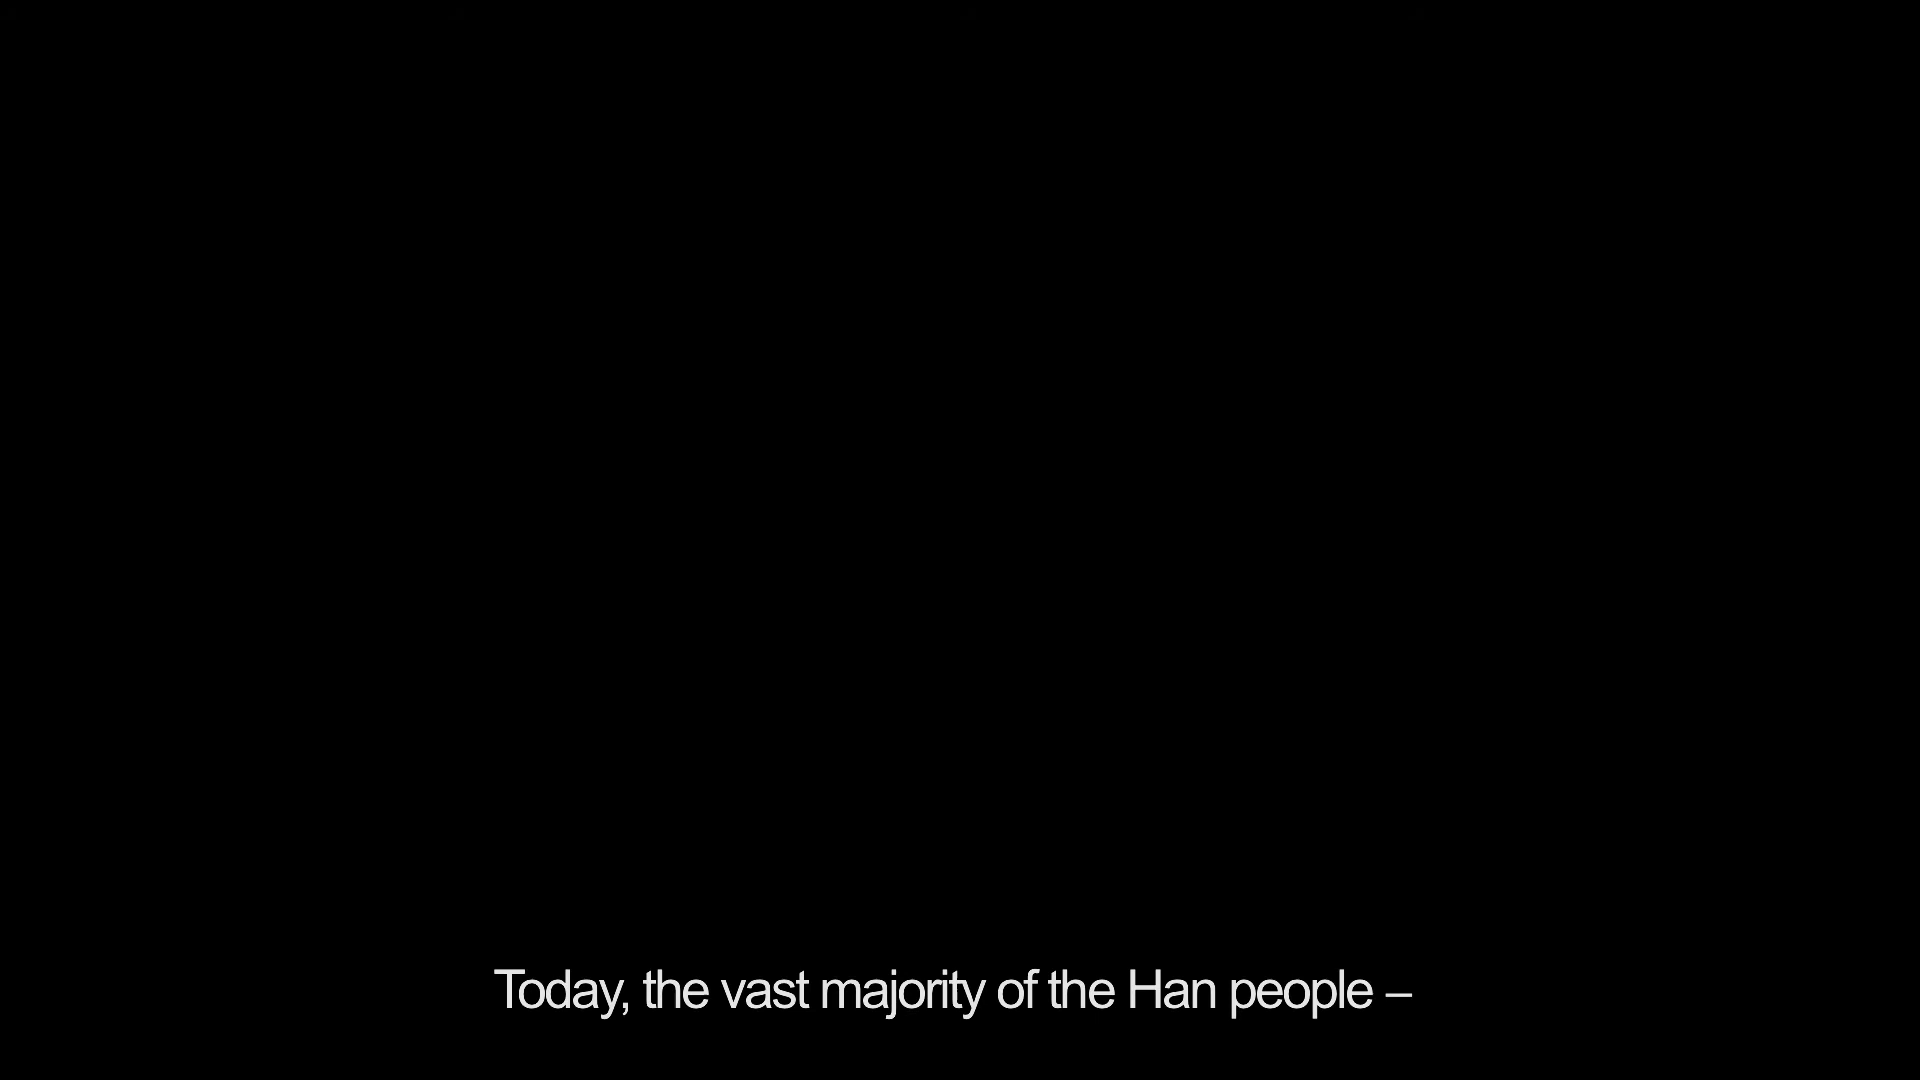 Today, the vast majority of the Han people –